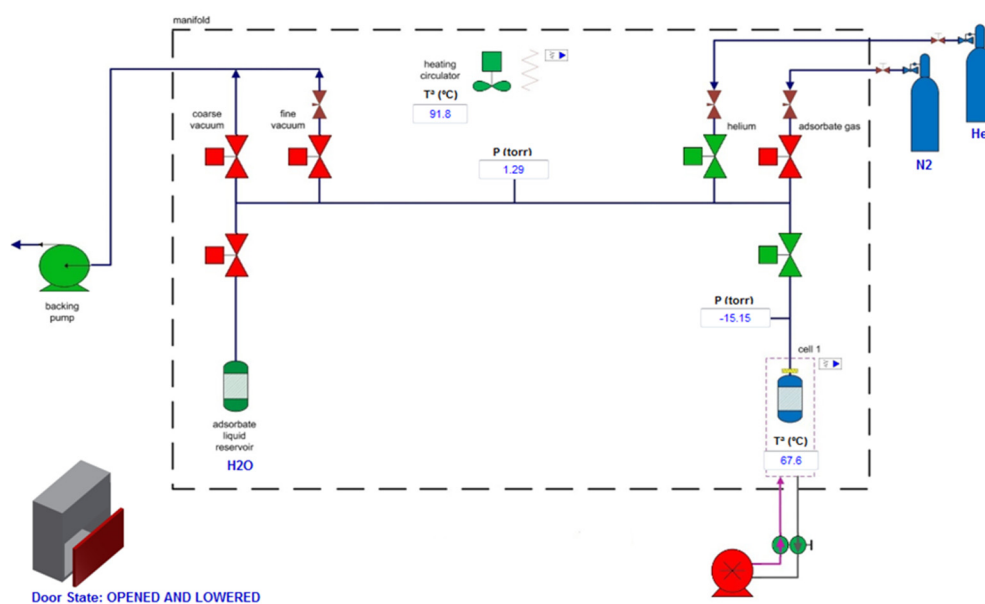 manifold
heating
circulator
Tª (ºC)
91.8
coarse
vacuum
fine
vacuum
P (torr)
1.29
helium
adsorbate gas
He
N2
backing
pump
P (torr)
-15.15
cell 1
adsorbate
liquid
reservoir
H2O
Tª (ºC)
67.6
Door State: OPENED AND LOWERED